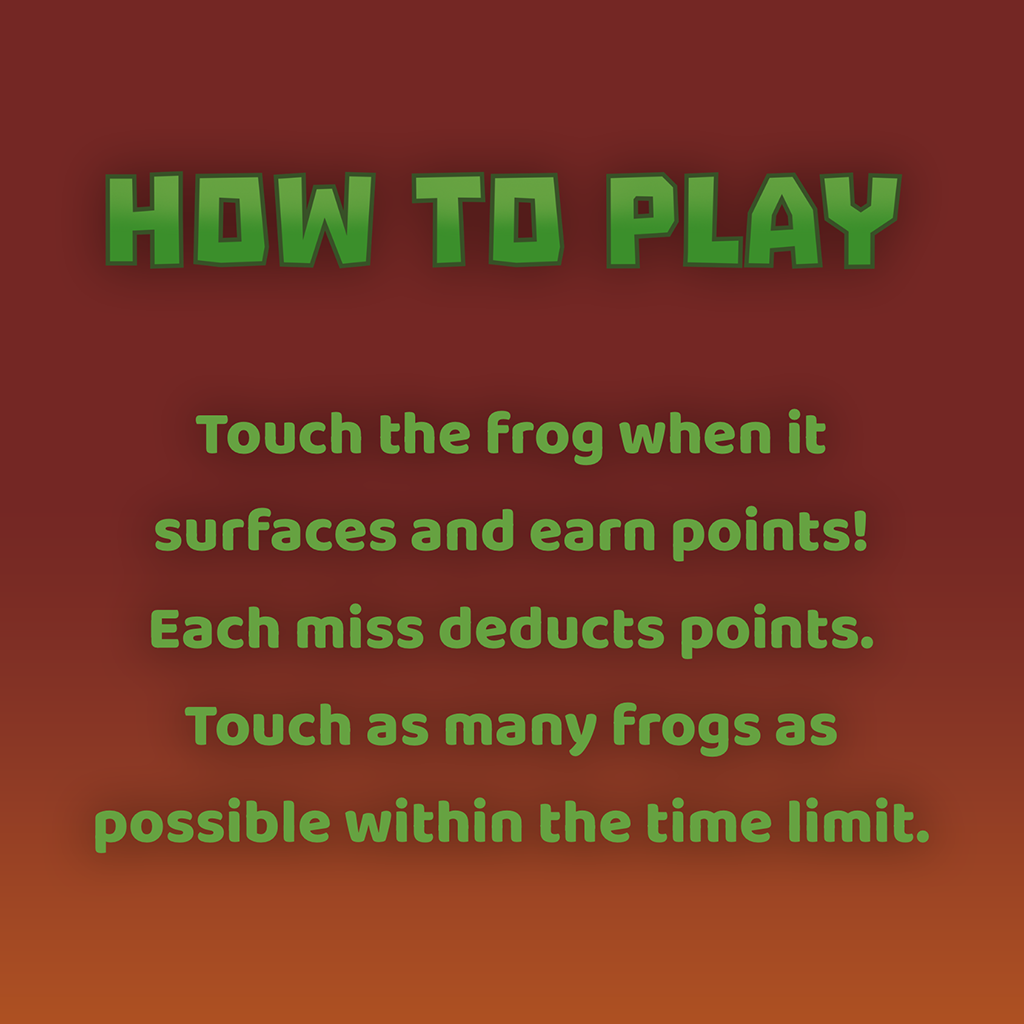 HOW TO PLAY
Touch the frog when it
surfaces and earn points!
Each miss deducts points.
Touch as many frogs as
possible within the time limit.